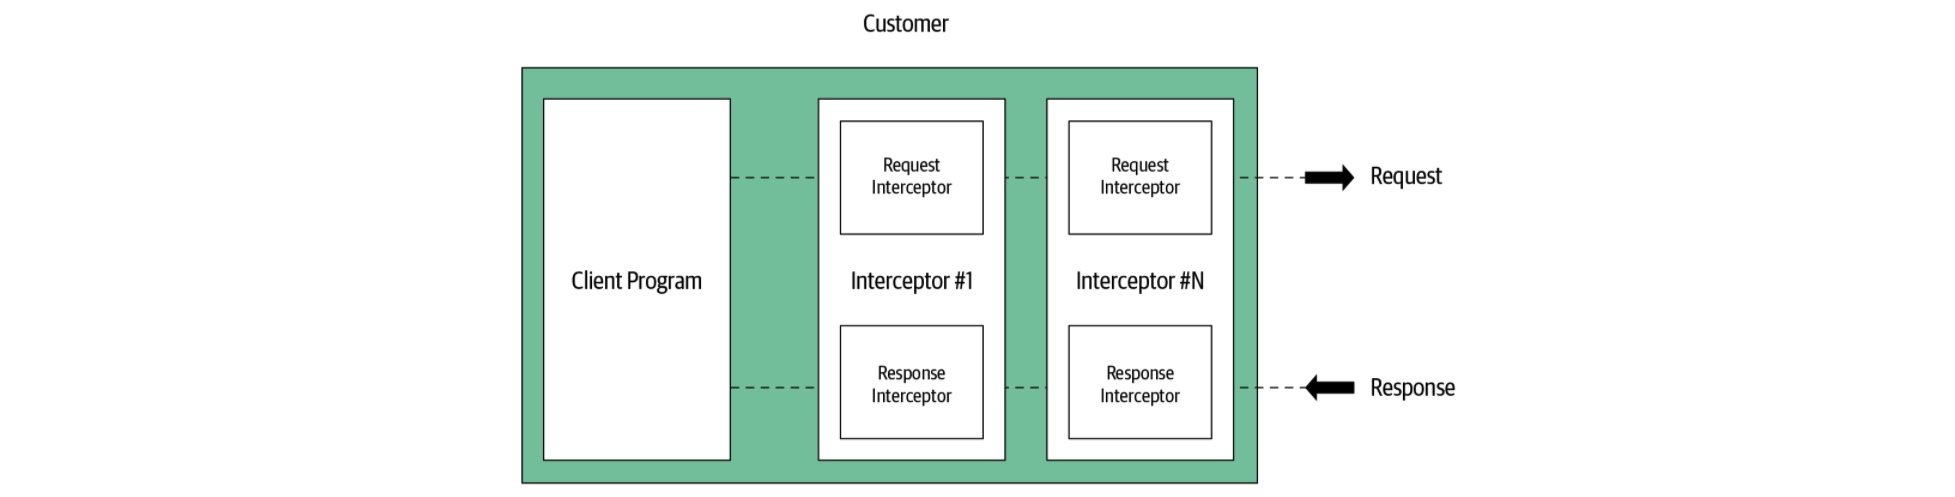 Customer
Client Program
Request
Interceptor
Interceptor #1
Response
Interceptor
Request
Interceptor
Interceptor #N
Response
Interceptor
Request
Response